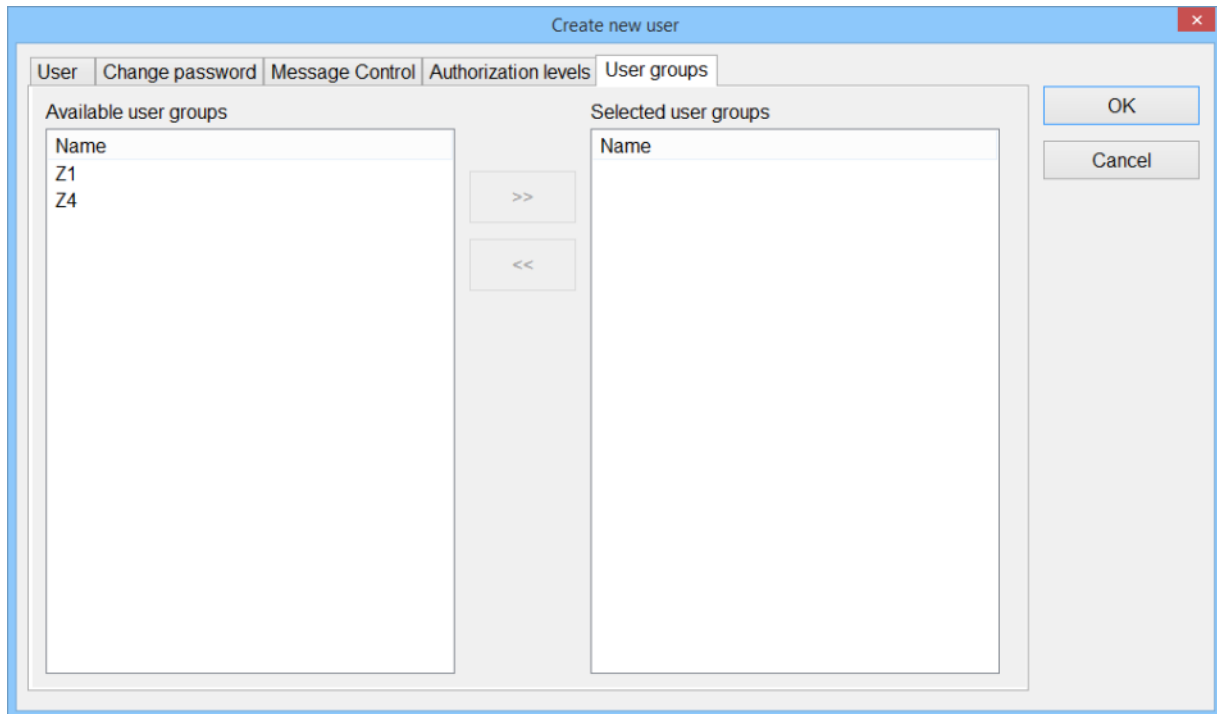 Create new user
User Change password Message Control Authorization levels User groups
Available user groups
Name
Z1
Z4
>>
<<
Selected user groups
Name
OK
Cancel